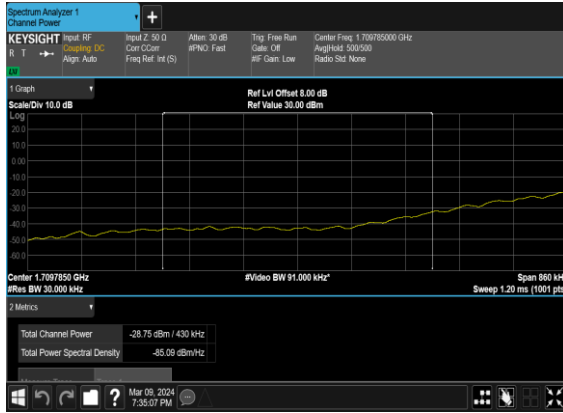 Spectrum Analyzer 1
Channel Power
+
KEYSIGHT Input: RF Input Z: 50 Ω Atten: 30 dB Trig: Free Run Center Freq: 1.709785000 GHz
R T Coupling: DC Corr CCorr #PNO: Fast Gate: Off Avg|Hold: 500/500
Align: Auto Freq Ref: Int (S) #IF Gain: Low Radio Std: None
1 Graph
Ref Lvl Offset 8.00 dB
Scale/Div 10.0 dB Ref Value 30.00 dBm
Log
20.0
10.0
0.00
-10.0
-20.0
-30.0
-40.0
-50.0
-60.0
Center 1.7097850 GHz #Video BW 91.000 kHz* Span 860 kH
#Res BW 30.000 kHz Sweep 1.20 ms (1001 pts
2 Metrics
Total Channel Power -28.75 dBm / 430 kHz
Total Power Spectral Density -85.09 dBm/Hz
? Mar 09, 2024
7:35:07 PM